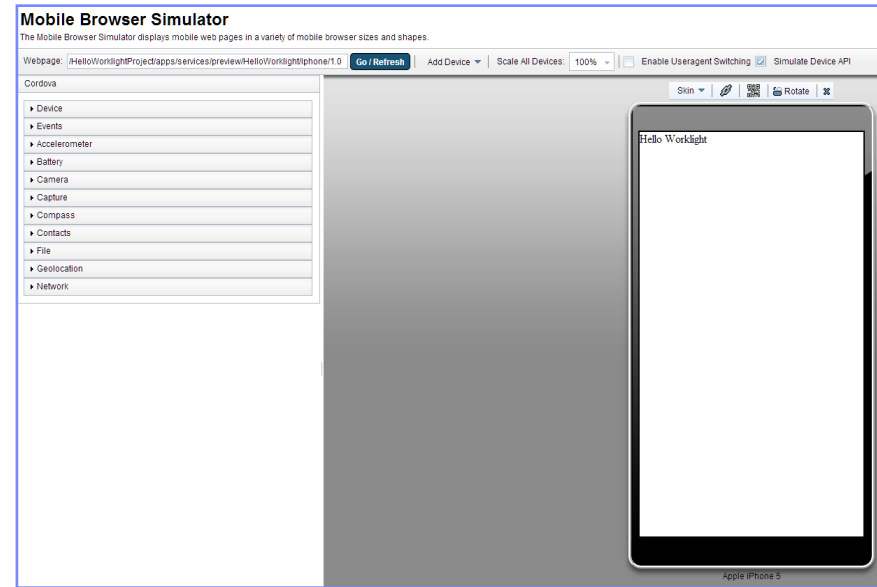 Mobile Browser Simulator
The Mobile Browser Simulator displays mobile web pages in a variety of mobile browser sizes and shapes.
Webpage: /HelloWorklightProject/apps/services/preview/HelloWorklight/iphone/1.0 Go / Refresh Add Device Scale All Devices: 100% Enable Useragent Switching Simulate Device API
Cordova
Skin Rotate
Device
Events
Accelerometer
Battery
Camera
Capture
Compass
Contacts
File
Geolocation
Network
Hello Worklight
Apple iPhone 5